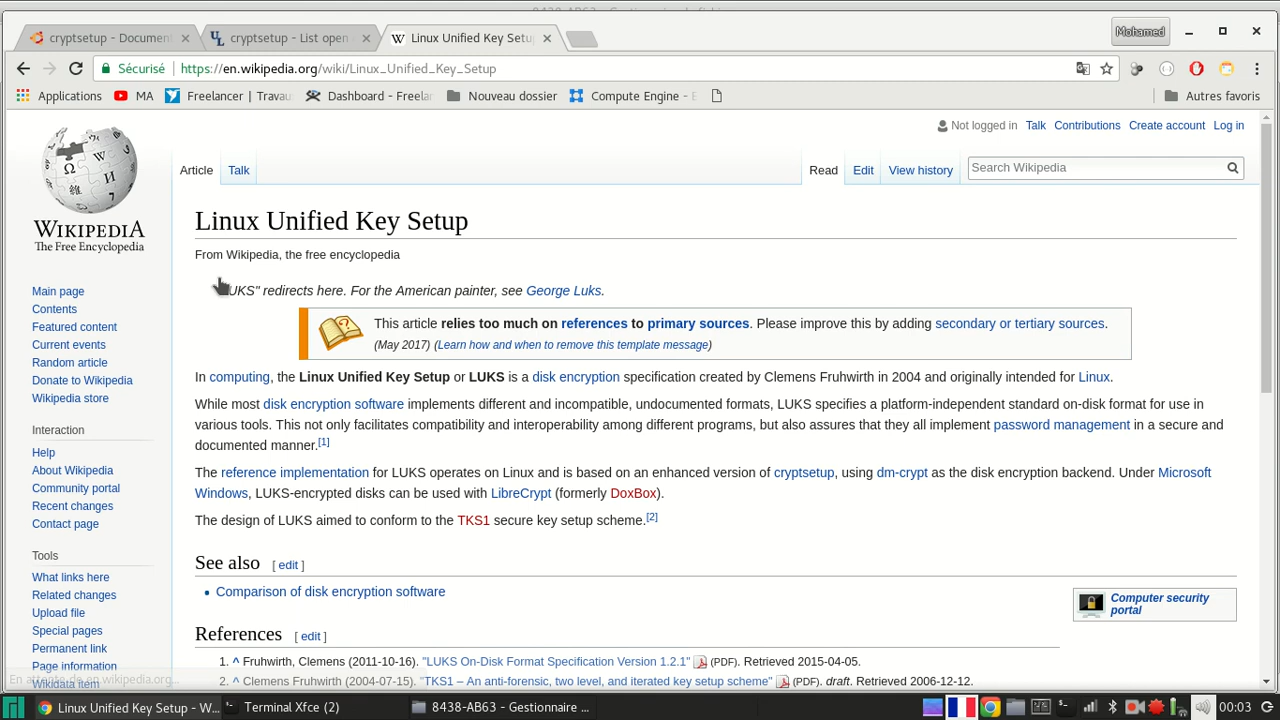 8438-AB63
cryptsetup - Document
cryptsetup - List open
Linux Unified Key Setu
Mohamed
Sécurisé
https://en.wikipedia.org/wiki/Linux_Unified_Key_Setup
Applications
MA
Freelancer | Travau
Dashboard - Freelan
Nouveau dossier
Compute Engine - E
Autres favoris
Not logged in Talk Contributions Create account Log in
Article Talk
Read Edit View history
Search Wikipedia
WIKIPEDIA
The Free Encyclopedia
Main page
Contents
Featured content
Current events
Random article
Donate to Wikipedia
Wikipedia store
Interaction
Help
About Wikipedia
Community portal
Recent changes
Contact page
Tools
What links here
Related changes
Upload file
Special pages
Permanent link
Page information
Wikidata item
Linux Unified Key Setup
From Wikipedia, the free encyclopedia
UKS" redirects here. For the American painter, see George Luks.
This article relies too much on references to primary sources. Please improve this by adding secondary or tertiary sources.
(May 2017) (Learn how and when to remove this template message)
In computing, the Linux Unified Key Setup or LUKS is a disk encryption specification created by Clemens Fruhwirth in 2004 and originally intended for Linux.
While most disk encryption software implements different and incompatible, undocumented formats, LUKS specifies a platform-independent standard on-disk format for use in
various tools. This not only facilitates compatibility and interoperability among different programs, but also assures that they all implement password management in a secure and
documented manner.[1]
The reference implementation for LUKS operates on Linux and is based on an enhanced version of cryptsetup, using dm-crypt as the disk encryption backend. Under Microsoft
Windows, LUKS-encrypted disks can be used with LibreCrypt (formerly DoxBox).
The design of LUKS aimed to conform to the TKS1 secure key setup scheme.[2]
See also [ edit ]
• Comparison of disk encryption software
Computer security
portal
References [ edit ]
1. ^ Fruhwirth, Clemens (2011-10-16). "LUKS On-Disk Format Specification Version 1.2.1" (PDF). Retrieved 2015-04-05.
2. ^ Clemens Fruhwirth (2004-07-15). "TKS1 – An anti-forensic, two level, and iterated key setup scheme" (PDF). draft. Retrieved 2006-12-12.
En attente de en.wikipedia.org...
Linux Unified Key Setup - W...
Terminal Xfce (2)
8438-AB63 - Gestionnaire ...
00:03